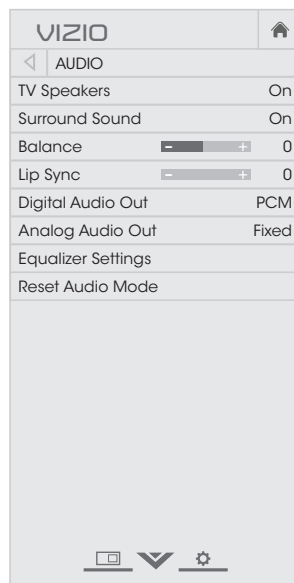 VIZIO
AUDIO
TV Speakers On
Surround Sound On
Balance - + 0
Lip Sync - + 0
Digital Audio Out PCM
Analog Audio Out Fixed
Equalizer Settings
Reset Audio Mode